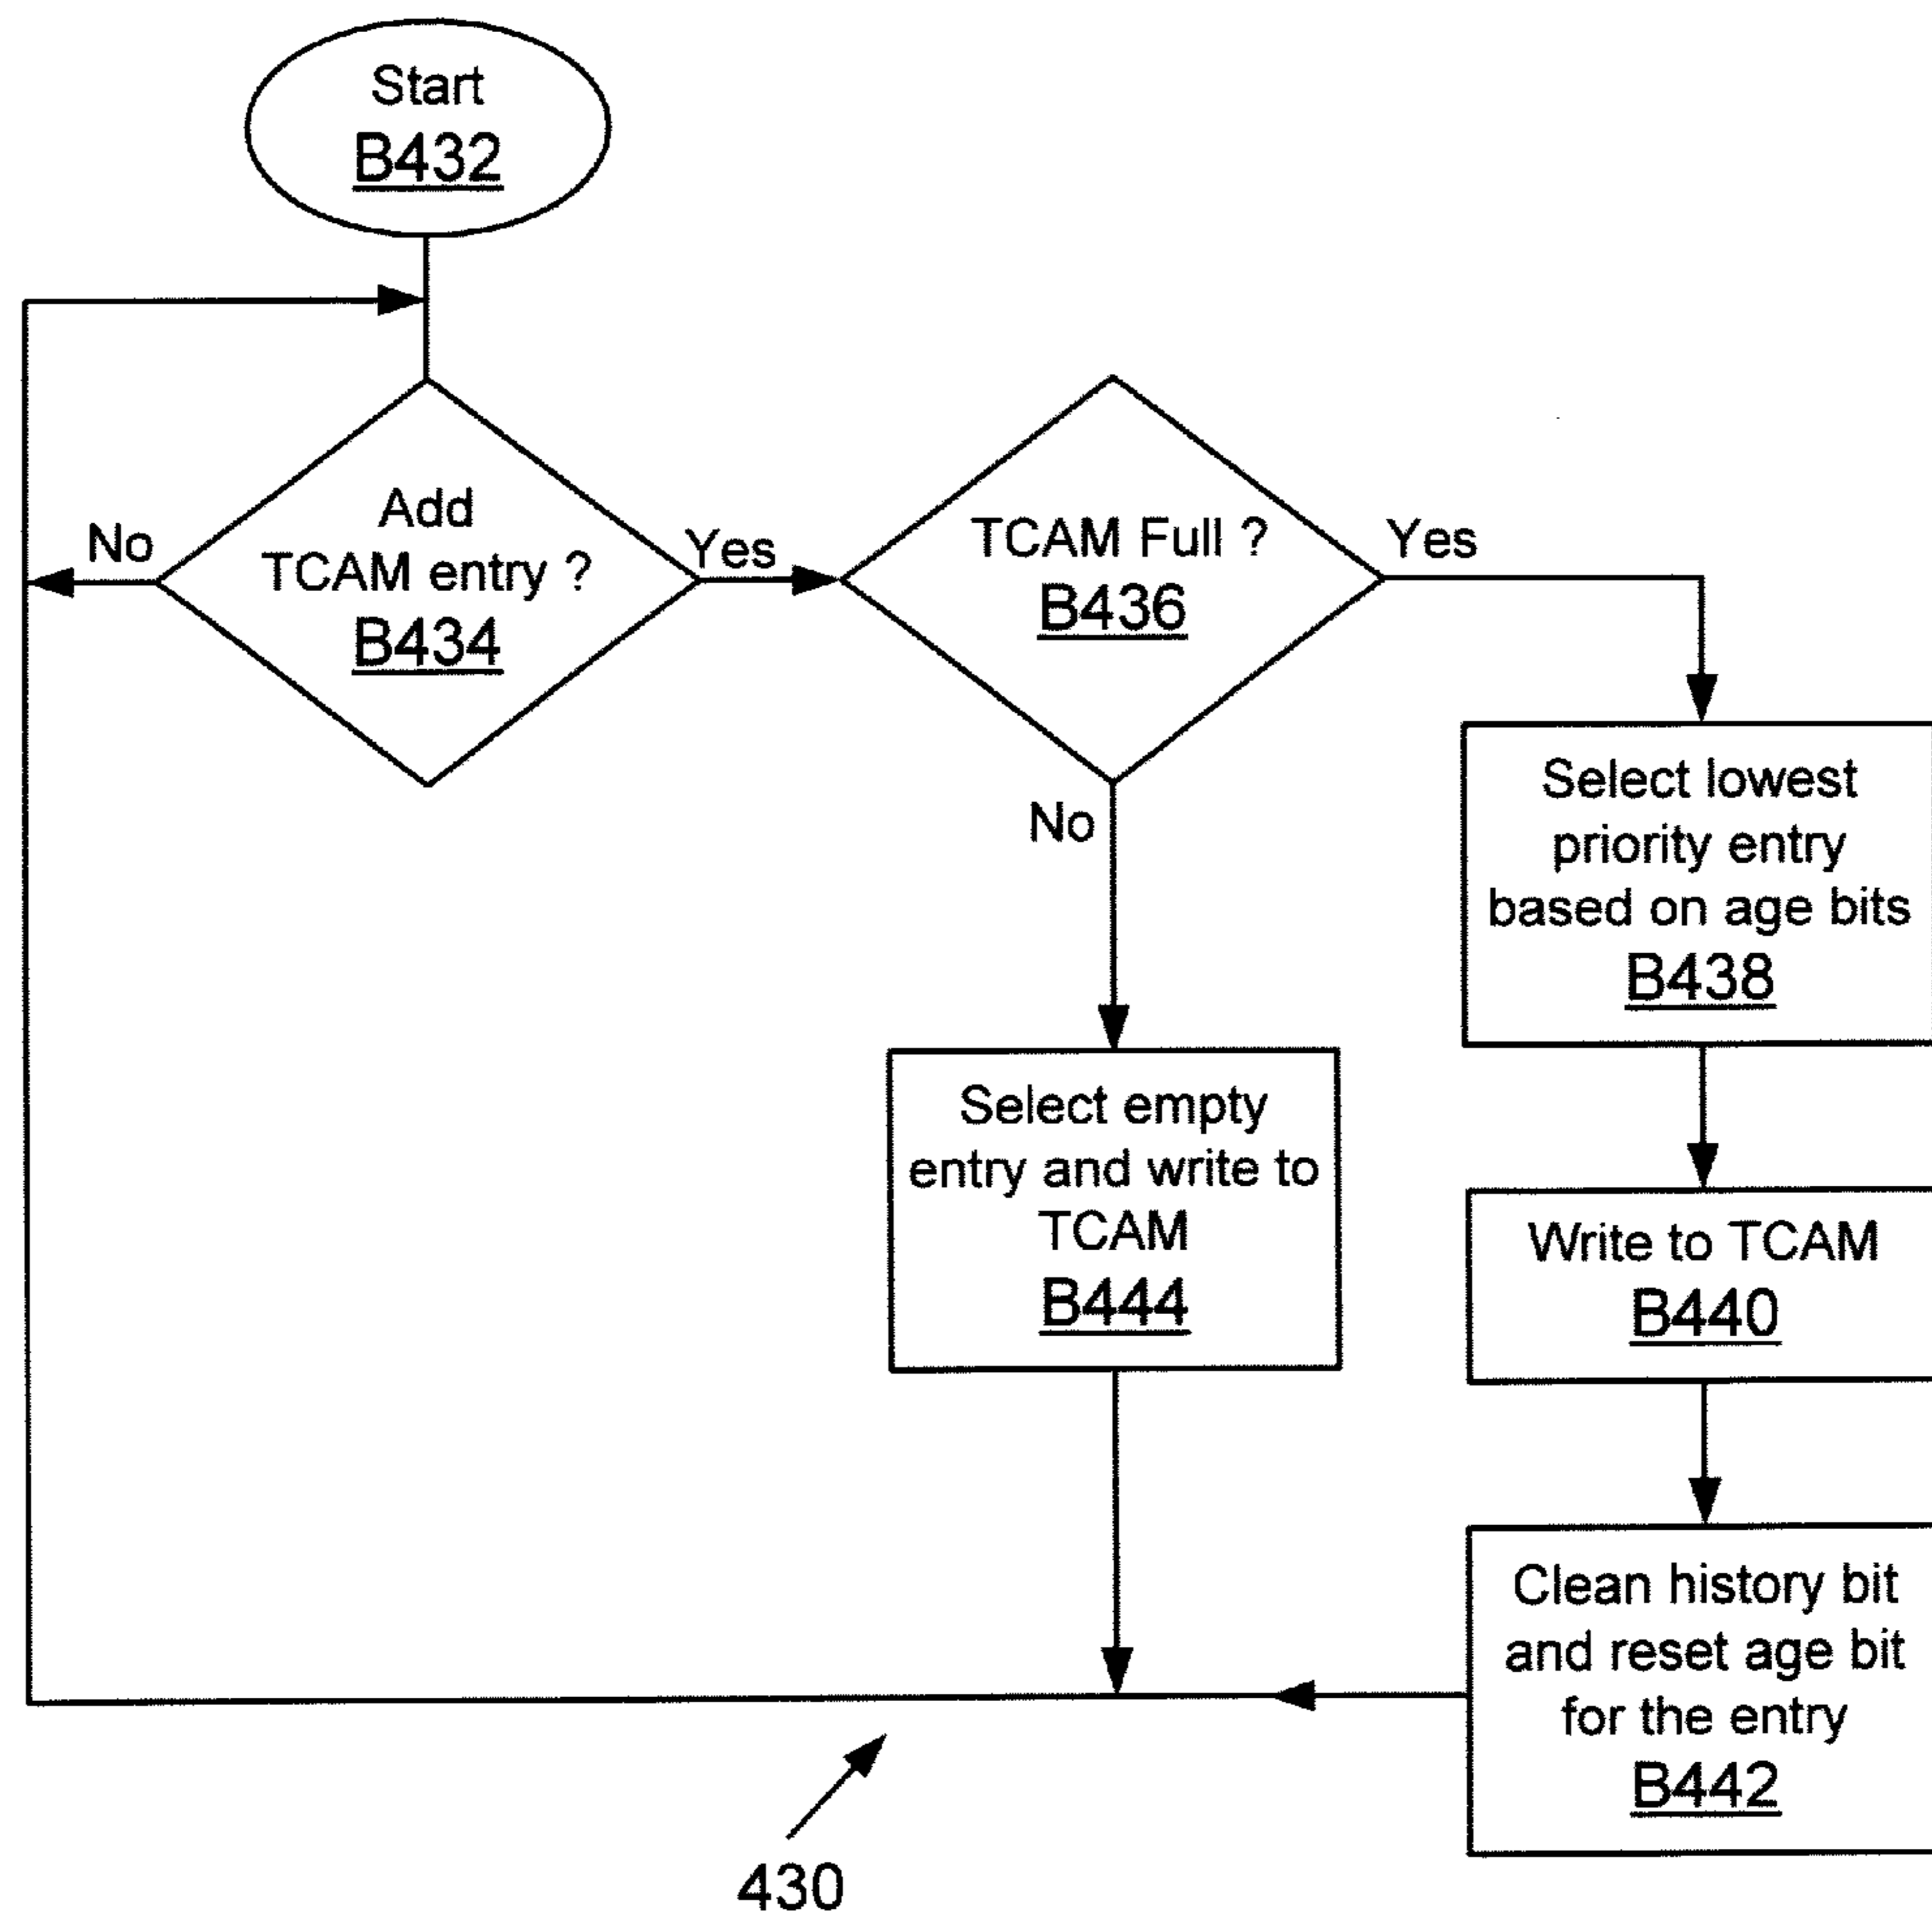 Start
B432
No
Add
TCAM entry ?
B434
Yes
TCAM Full ?
B436
Yes
No
Select lowest
priority entry
based on age bits
B438
Select empty
entry and write to
TCAM
B444
Write to TCAM
B440
Clean history bit
and reset age bit
for the entry
B442
430